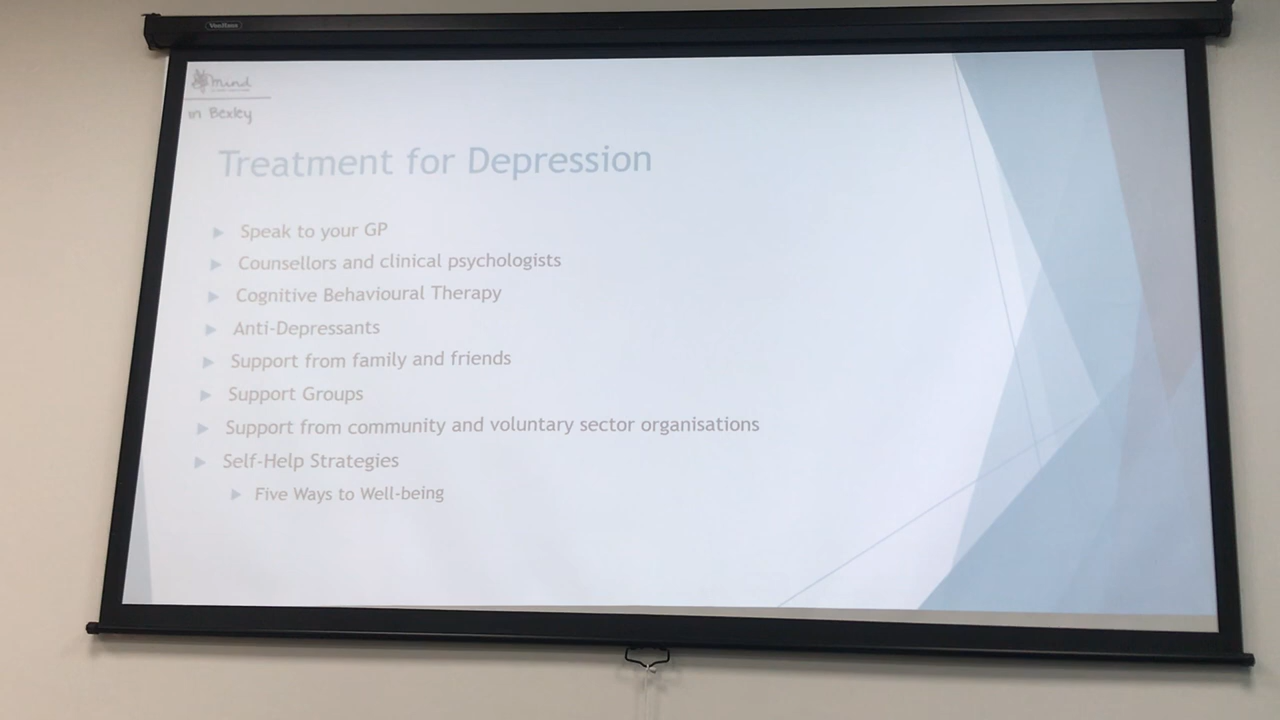 mind
in Bexley
Treatment for Depression
Speak to your GP
Counsellors and clinical psychologists
Cognitive Behavioural Therapy
Anti-Depressants
Support from family and friends
Support Groups
Support from community and voluntary sector organisations
Self-Help Strategies
Five Ways to Well-being